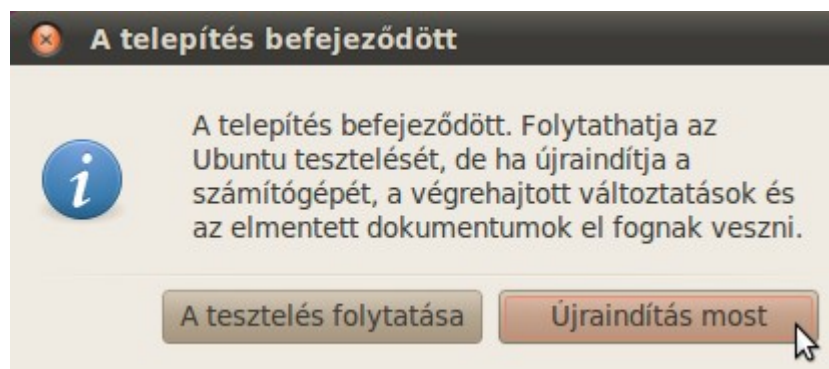 A telepítés befejeződött
A telepítés befejeződött. Folytathatja az
Ubuntu tesztelését, de ha újraindítja a
számítógépét, a végrehajtott változtatások és
az elmentett dokumentumok el fognak veszni.
A tesztelés folytatása
Újraindítás most